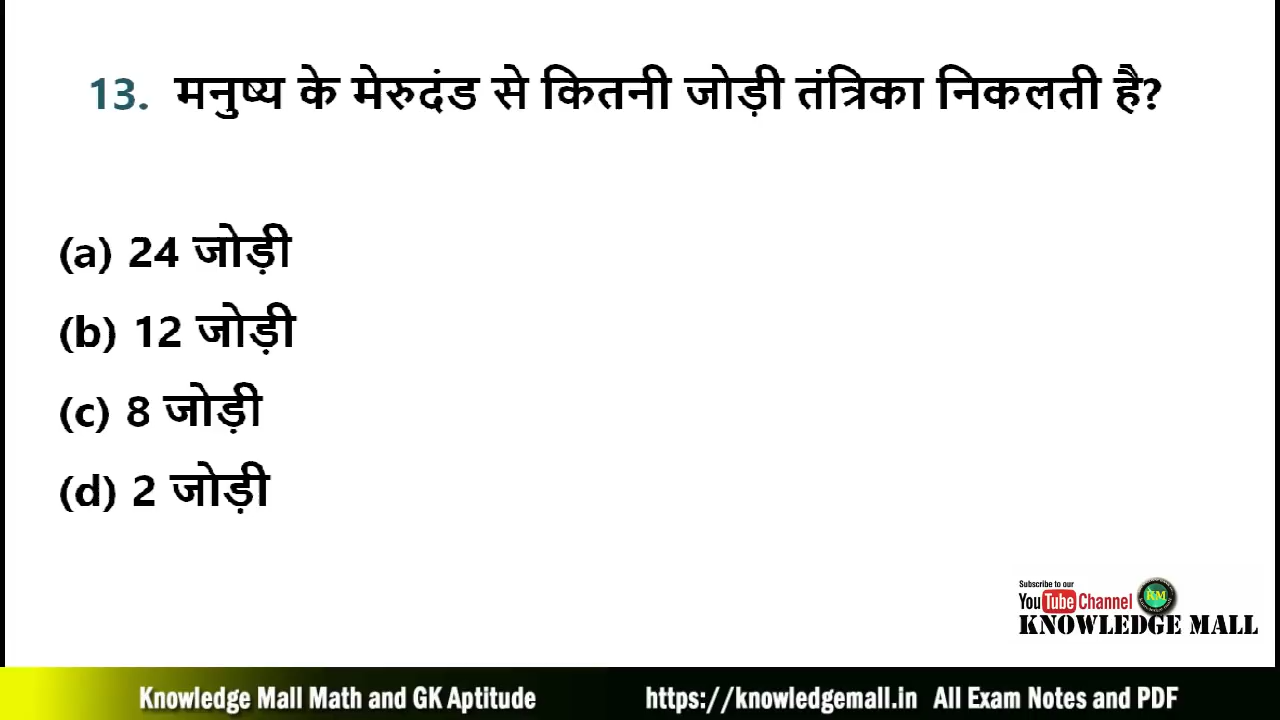 13. मनुष्य के मेरुदंड से कितनी जोड़ी तंत्रिका निकलती है?
(a) 24 जोड़ी
(b) 12 जोड़ी
(c) 8 जोड़ी
(d) 2 जोड़ी
Subscribe to our
YouTube Channel KM
KNOWLEDGE MALL
Knowledge Mall Math and GK Aptitude https://knowledgemall.in All Exam Notes and PDF